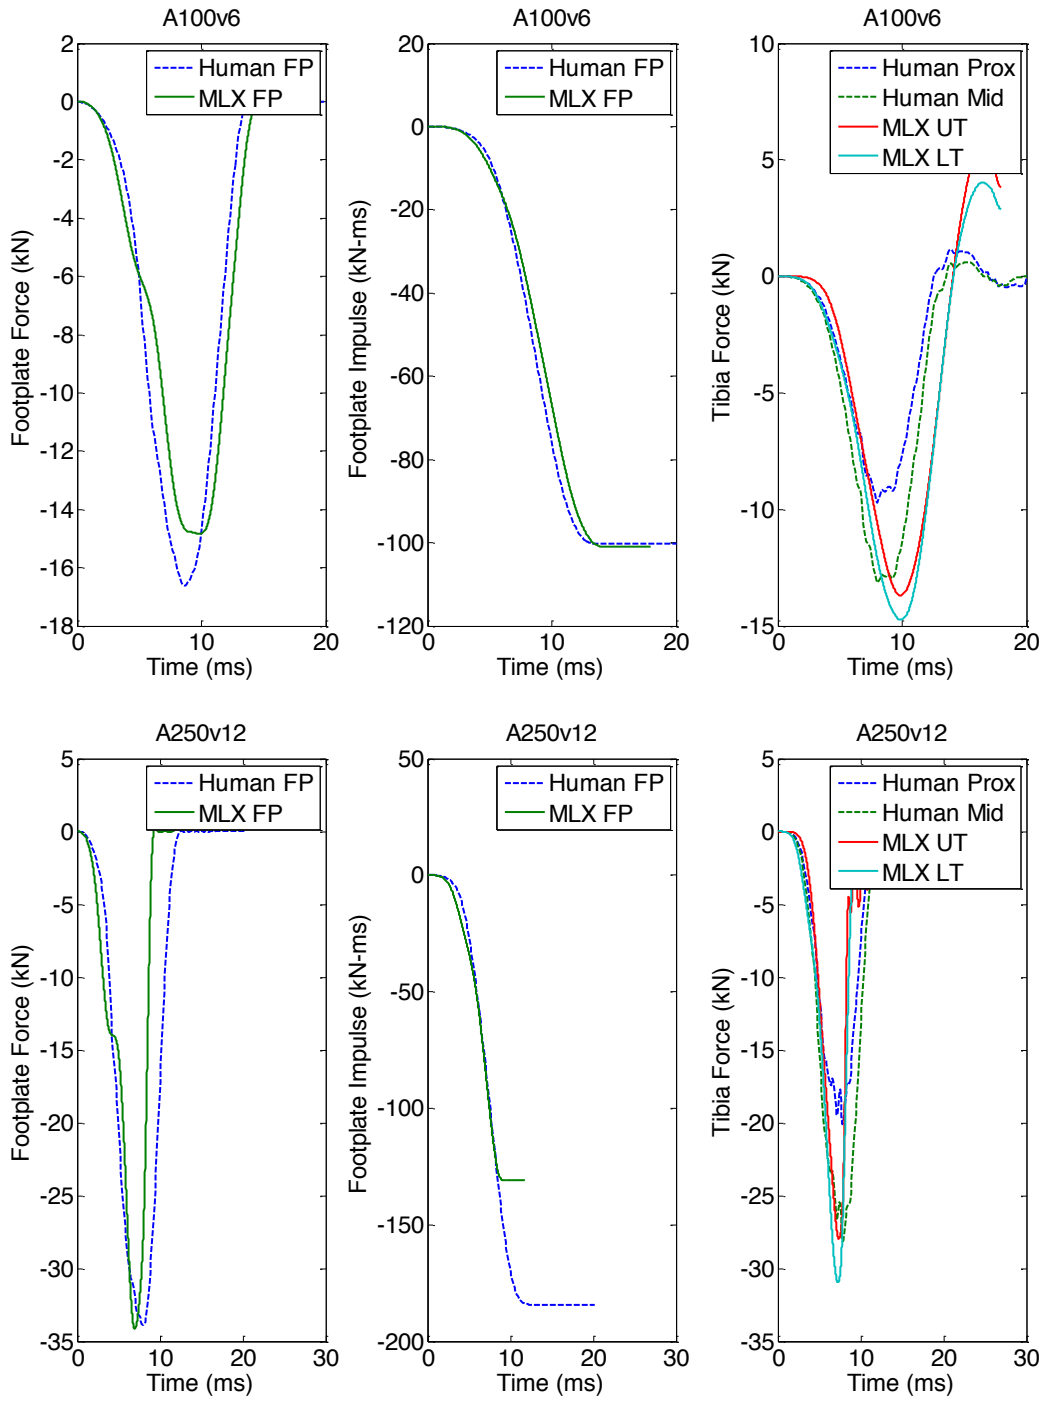 A100v6
A100v6
A100v6
2
0
-2
-4
-6
-8
-10
-12
-14
-16
-18
0
10
20
Time (ms)
Footplate Force (kN)
Human FP
MLX FP
20
0
-20
-40
-60
-80
-100
-120
0
10
20
Time (ms)
Footplate Impulse (kN-ms)
Human FP
MLX FP
10
5
0
-5
-10
-15
0
10
20
Time (ms)
Tibia Force (kN)
Human Prox
Human Mid
MLX UT
MLX LT
A250v12
A250v12
A250v12
5
0
-5
-10
-15
-20
-25
-30
-35
0
10
20
30
Time (ms)
Footplate Force (kN)
Human FP
MLX FP
50
0
-50
-100
-150
-200
0
10
20
30
Time (ms)
Footplate Impulse (kN-ms)
Human FP
MLX FP
5
0
-5
-10
-15
-20
-25
-30
-35
0
10
20
30
Time (ms)
Tibia Force (kN)
Human Prox
Human Mid
MLX UT
MLX LT